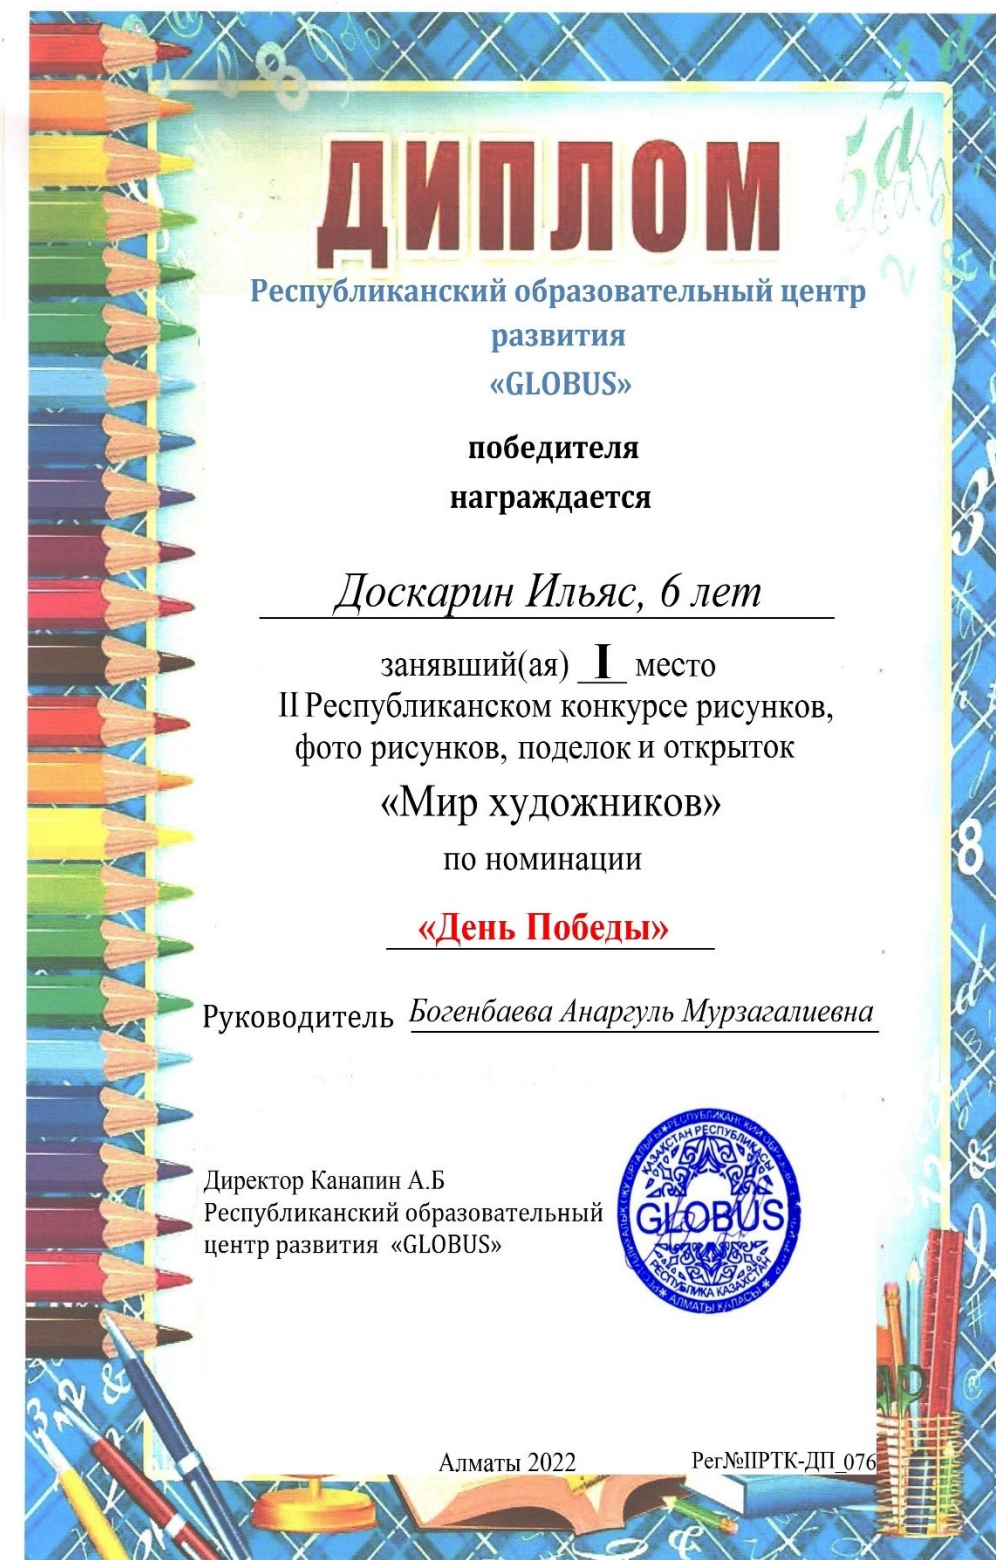 ДИПЛОМ
Республиканский образовательный центр
развития
«GLOBUS»
победителя
награждается
Доскарин Ильяс, 6 лет
занявший(ая) I место
II Республиканском конкурсе рисунков,
фото рисунков, поделок и открыток
«Мир художников»
по номинации
«День Победы»
Руководитель Богенбаева Анаргуль Мурзагалиевна
Директор Канапин А.Б
Республиканский образовательный
центр развития «GLOBUS»
ҚАЗАҚСТАН РЕСПУБЛИКАСЫ
GLOBUS
РЕСПУБЛИКА КАЗАХСТАН
АЛМАТЫ ҚАЛАСЫ
Алматы 2022
Рег№IIРТК-ДП_076